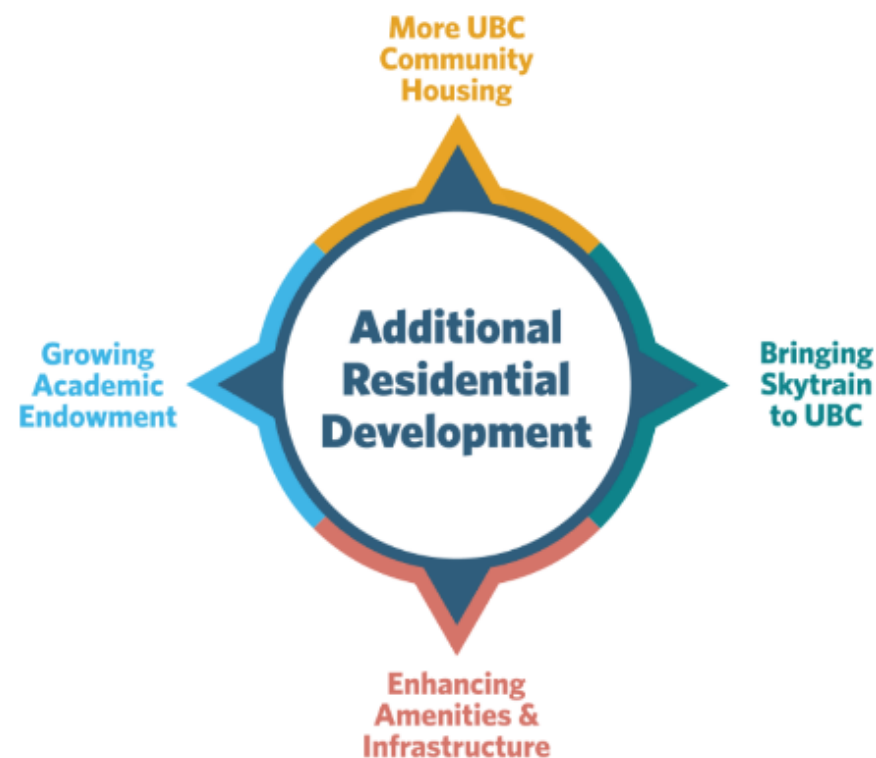 More UBC
Community
Housing
Growing
Academic
Endowment
Additional
Residential
Development
Bringing
Skytrain
to UBC
Enhancing
Amenities &
Infrastructure